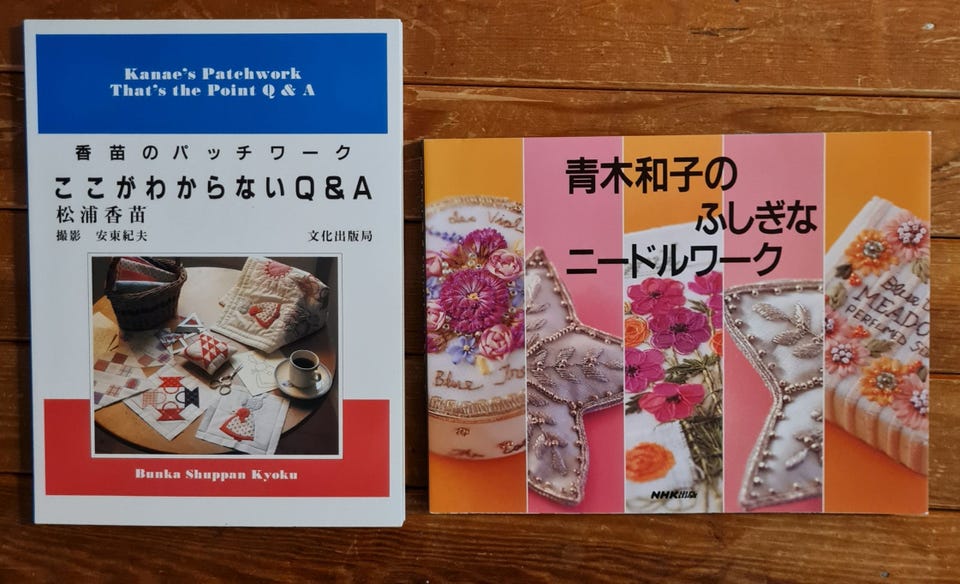 Kanae's Patchwork
That's the Point Q & A
香苗のパッチワーク
ここがわからないQ&A
松浦香苗
撮影 安東紀夫 文化出版局
Bunka Shuppan Kyoku
青木和子の
ふしぎな
ニードルワーク
Blue
MEADO
NHK出版